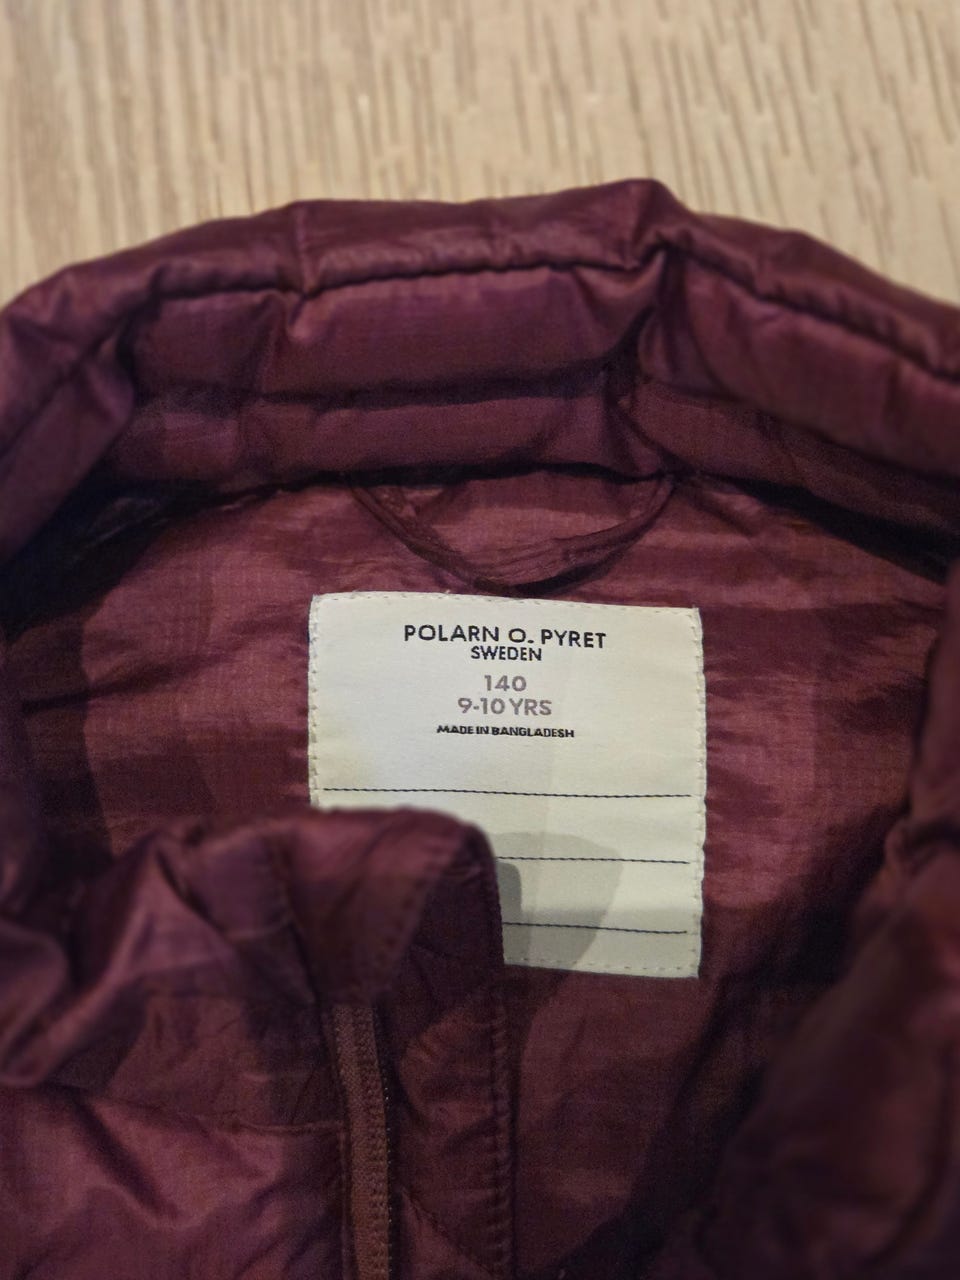 POLARN O. PYRET
SWEDEN
140
9-10 YRS
MADE IN BANGLADESH